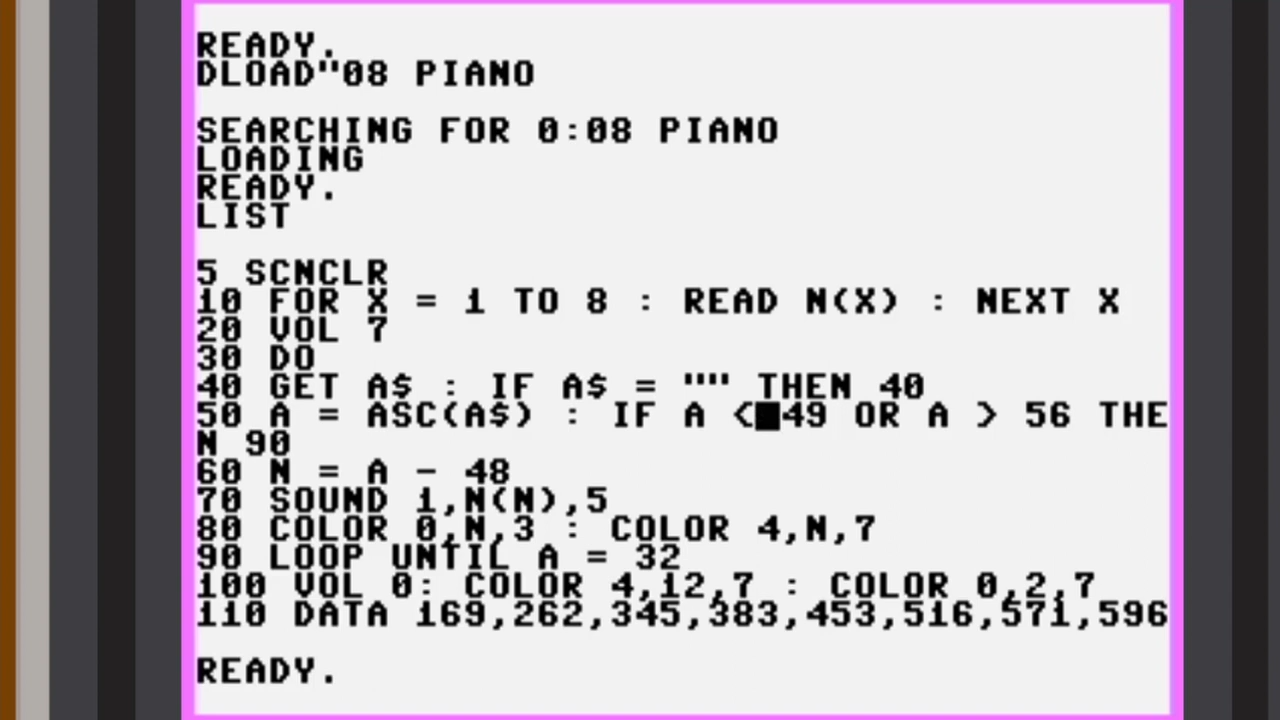 READY.
DLOAD"08 PIANO
SEARCHING FOR 0:08 PIANO
LOADING
READY.
LIST
5 SCNCLR
10 FOR X = 1 TO 8 : READ N(X) : NEXT X
20 VOL 7
30 DO
40 GET A$ : IF A$ = "" THEN 40
50 A = ASC(A$) : IF A < 49 OR A > 56 THE
N 90
60 N = A - 48
70 SOUND 1,N(N),5
80 COLOR 0,N,3 : COLOR 4,N,7
90 LOOP UNTIL A = 32
100 VOL 0: COLOR 4,12,7 : COLOR 0,2,7
110 DATA 169,262,345,383,453,516,571,596
READY.